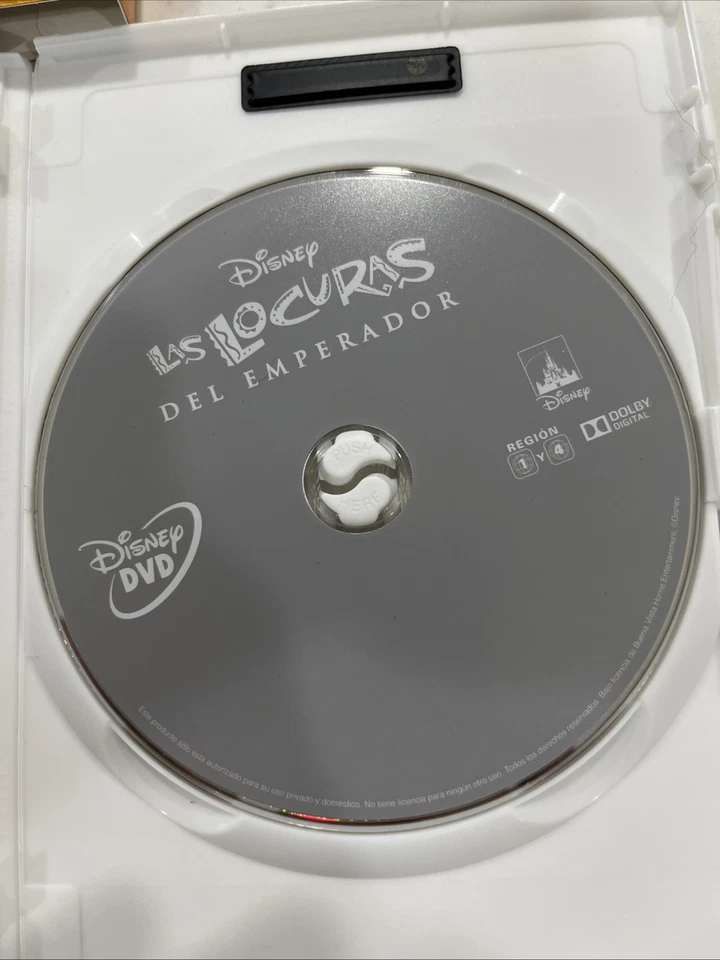 Disney
LAS LOCURAS
DEL EMPERADOR
Disney
REGIÓN
1 Y 4
DOLBY
DIGITAL
PUSH
HERE
Disney
DVD
Este producto sólo está autorizado para su uso privado y doméstico. No tiene licencia para ningún otro uso. Todos los derechos reservados. Bajo licencia de Buena Vista Home Entertainment. ©Disney.